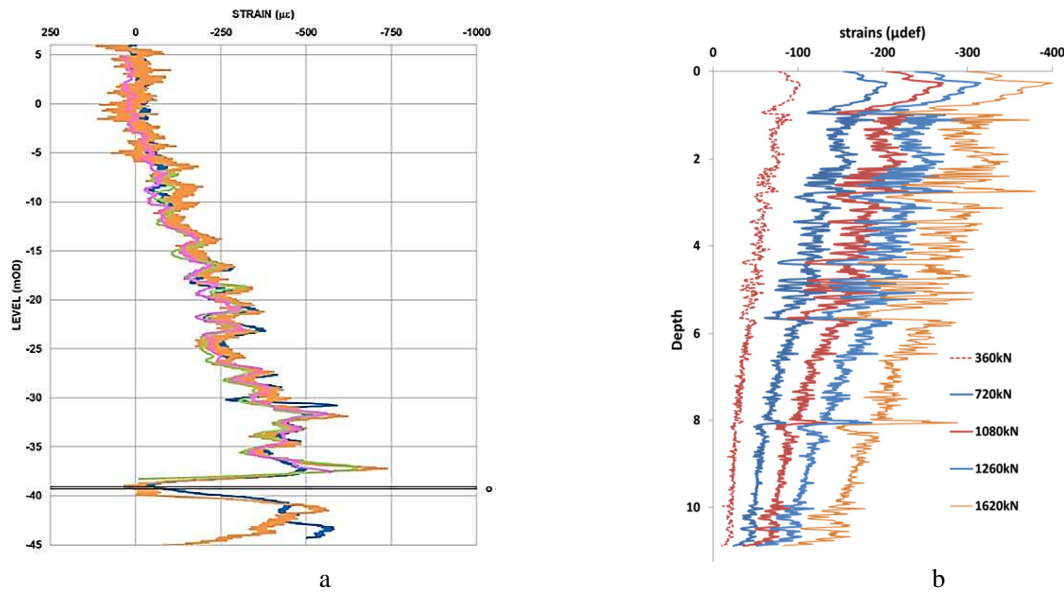 STRAIN (µε)
250 0 -250 -500 -750 -1000
LEVEL (mOD)
5
0
-5
-10
-15
-20
-25
-30
-35
-40
-45
a
strains (µdef)
0 -100 -200 -300 -400
Depth
0
2
4
6
8
10
360kN
720kN
1080kN
1260kN
1620kN
b